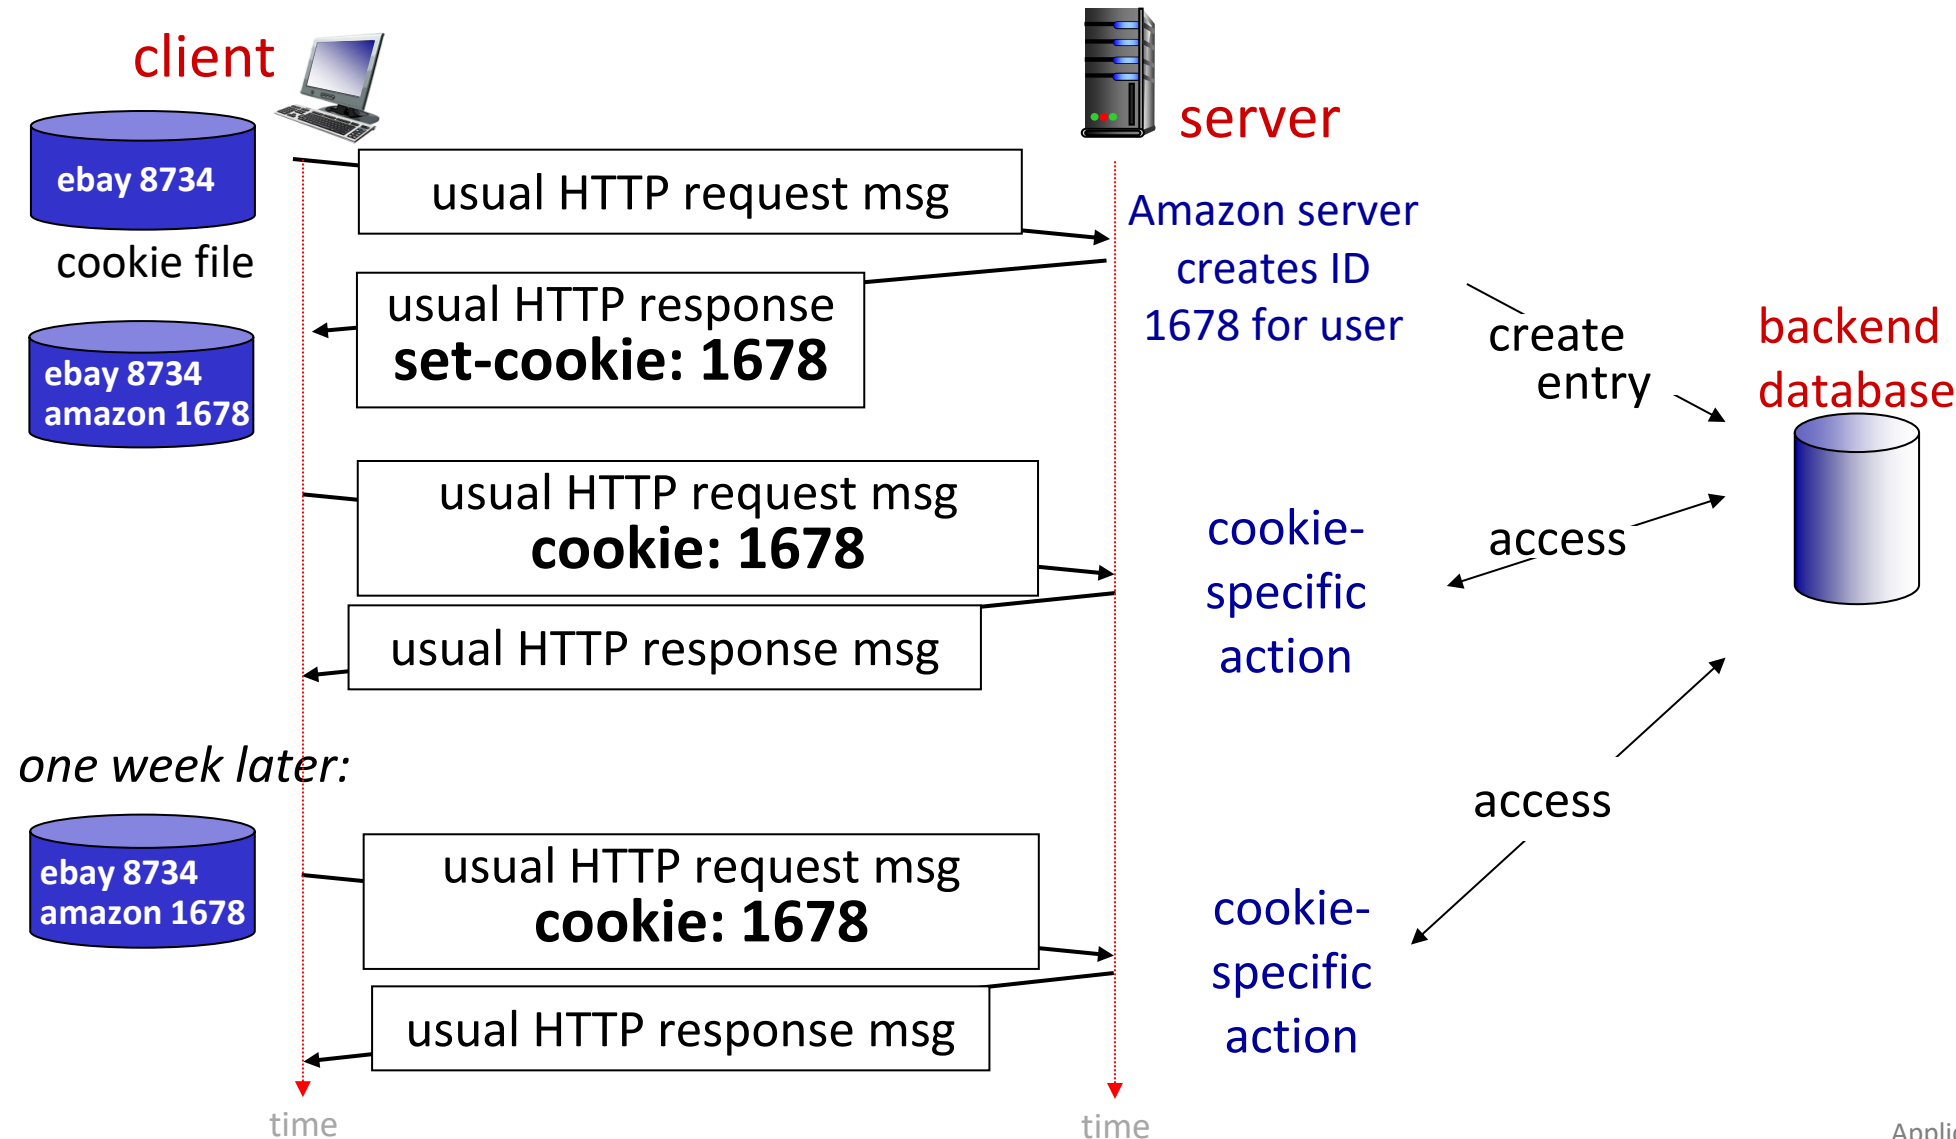 client
server
ebay 8734
cookie file
usual HTTP request msg
Amazon server
creates ID
1678 for user
usual HTTP response
set-cookie: 1678
create
entry
backend
database
ebay 8734
amazon 1678
usual HTTP request msg
cookie: 1678
cookie-
specific
action
access
usual HTTP response msg
one week later:
access
ebay 8734
amazon 1678
usual HTTP request msg
cookie: 1678
cookie-
specific
action
usual HTTP response msg
time
time